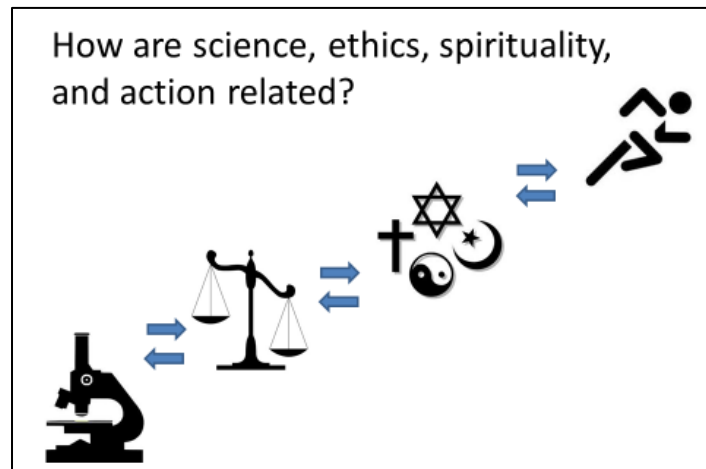 How are science, ethics, spirituality,
and action related?